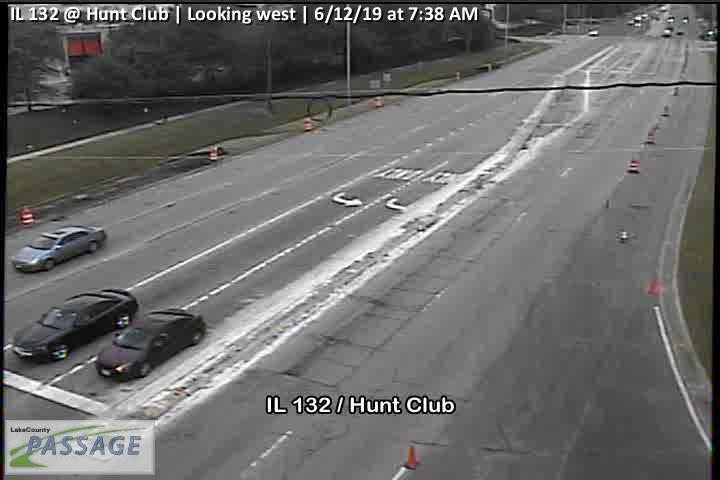 IL 132 @ Hunt Club | Looking west | 6/12/19 at 7:38 AM
IL 132 / Hunt Club
LakeCounty
PASSAGE